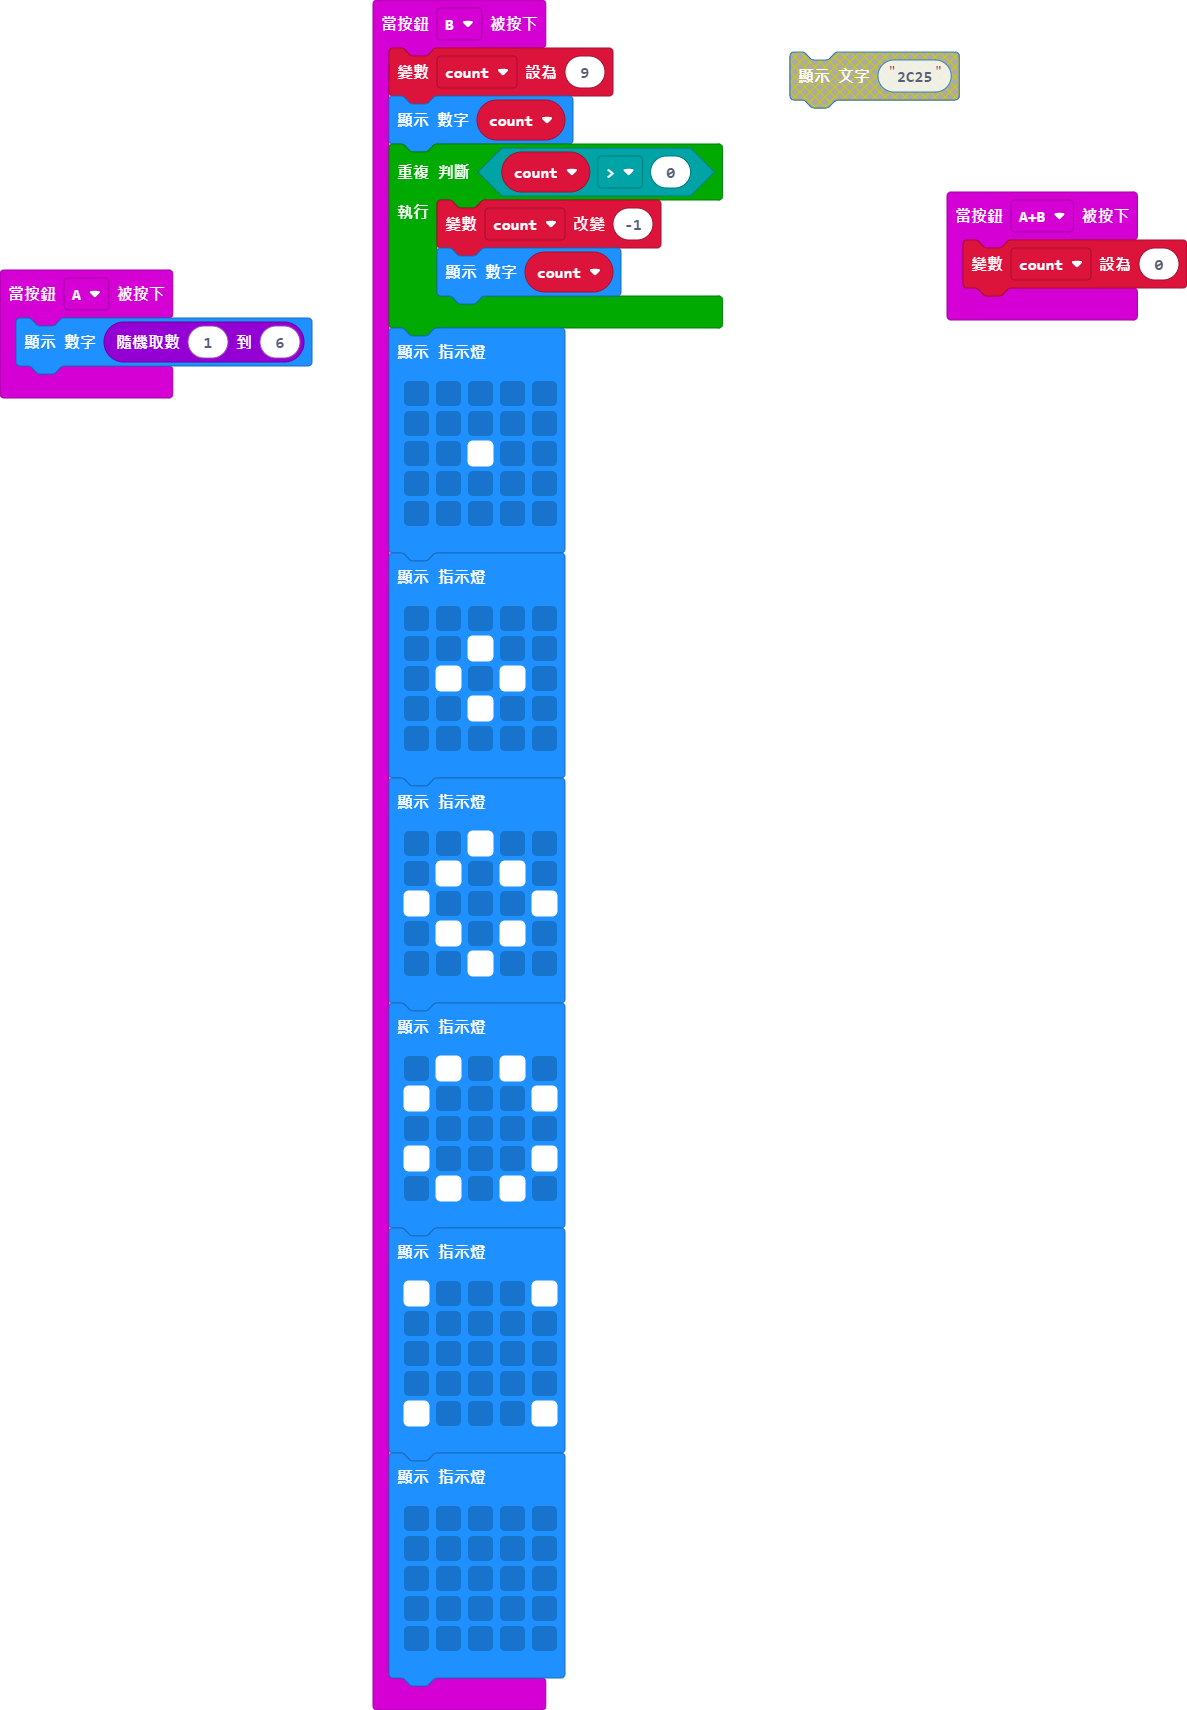 當按鈕 B 被按下
變數 count 設為 9
顯示 數字 count
重複 判斷 count > 0
執行
變數 count 改變 -1
顯示 數字 count
顯示 指示燈
顯示 指示燈
顯示 指示燈
顯示 指示燈
顯示 指示燈
顯示 指示燈
顯示 文字 "2C25"
當按鈕 A+B 被按下
變數 count 設為 0
當按鈕 A 被按下
顯示 數字 隨機取數 1 到 6